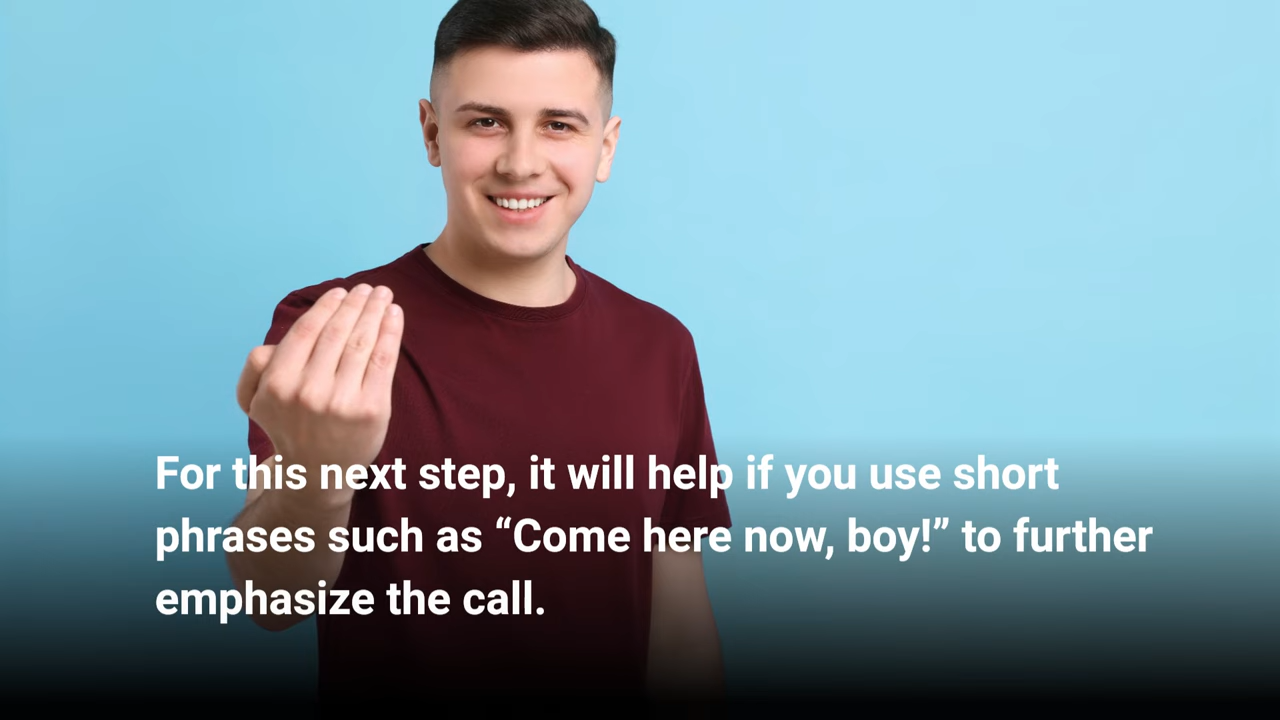 For this next step, it will help if you use short
phrases such as “Come here now, boy!” to further
emphasize the call.